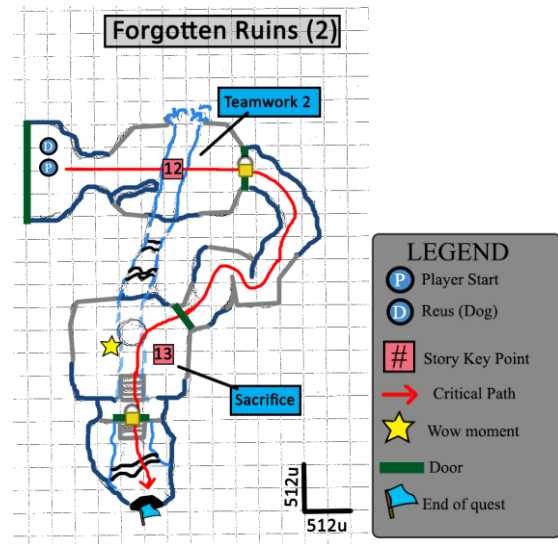 Forgotten Ruins (2)
Teamwork 2
D
P
12
13
Sacrifice
512u
512u
LEGEND
P Player Start
D Reus (Dog)
# Story Key Point
Critical Path
Wow moment
Door
End of quest